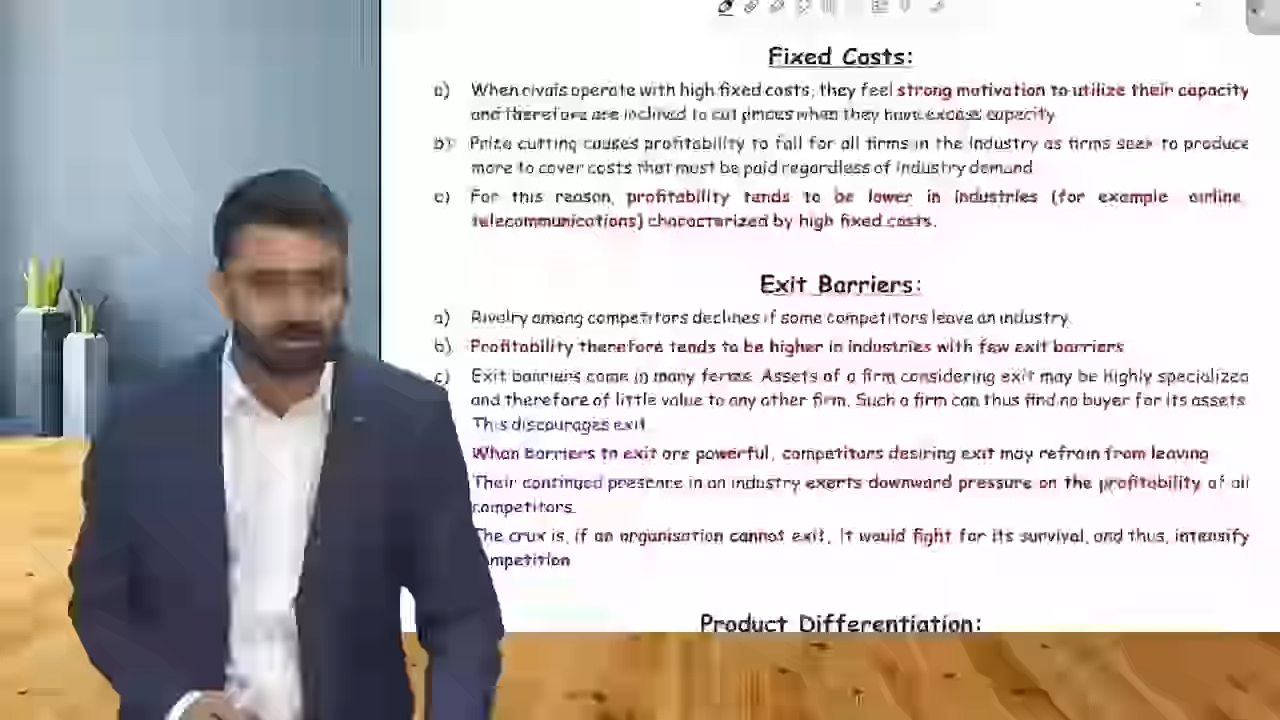 Fixed Costs:
a) When rivals operate with high fixed costs, they feel strong motivation to utilize their capacity
and therefore are inclined to cut prices when they have excess capacity
b) Price cutting causes profitability to fall for all firms in the industry as firms seek to produce
more to cover costs that must be paid regardless of industry demand
c) For this reason, profitability tends to be lower in industries (for example airline,
telecommunications) characterized by high fixed costs.
Exit Barriers:
a) Rivalry among competitors declines if some competitors leave an industry.
b) Profitability therefore tends to be higher in industries with few exit barriers
c) Exit barriers come in many forms. Assets of a firm considering exit may be highly specialized
and therefore of little value to any other firm. Such a firm can thus find no buyer for its assets.
This discourages exit.
When barriers to exit are powerful, competitors desiring exit may refrain from leaving
Their continued presence in an industry exerts downward pressure on the profitability of all
competitors.
The crux is, if an organisation cannot exit, it would fight for its survival, and thus, intensify
mpetition
Product Differentiation: